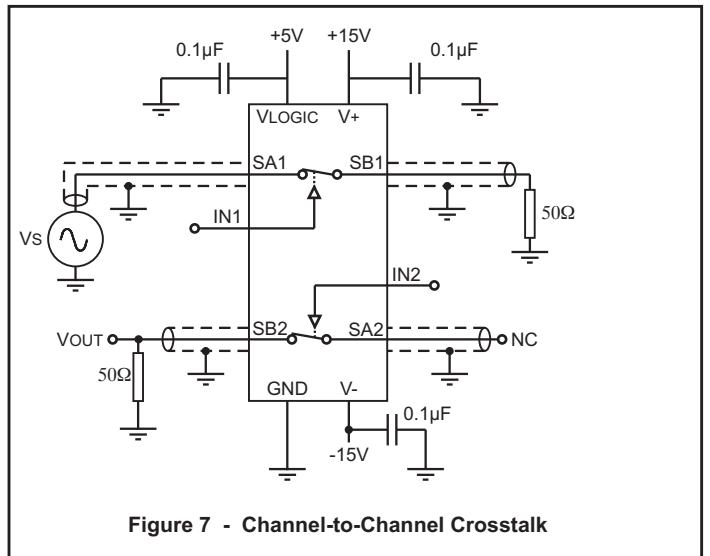 +5V +15V
0.1µF 0.1µF
VLOGIC V+
SA1 SB1
IN1 50Ω
VS
IN2
VOUT SB2 SA2 NC
50Ω
GND V-
0.1µF
-15V
Figure 7 - Channel-to-Channel Crosstalk